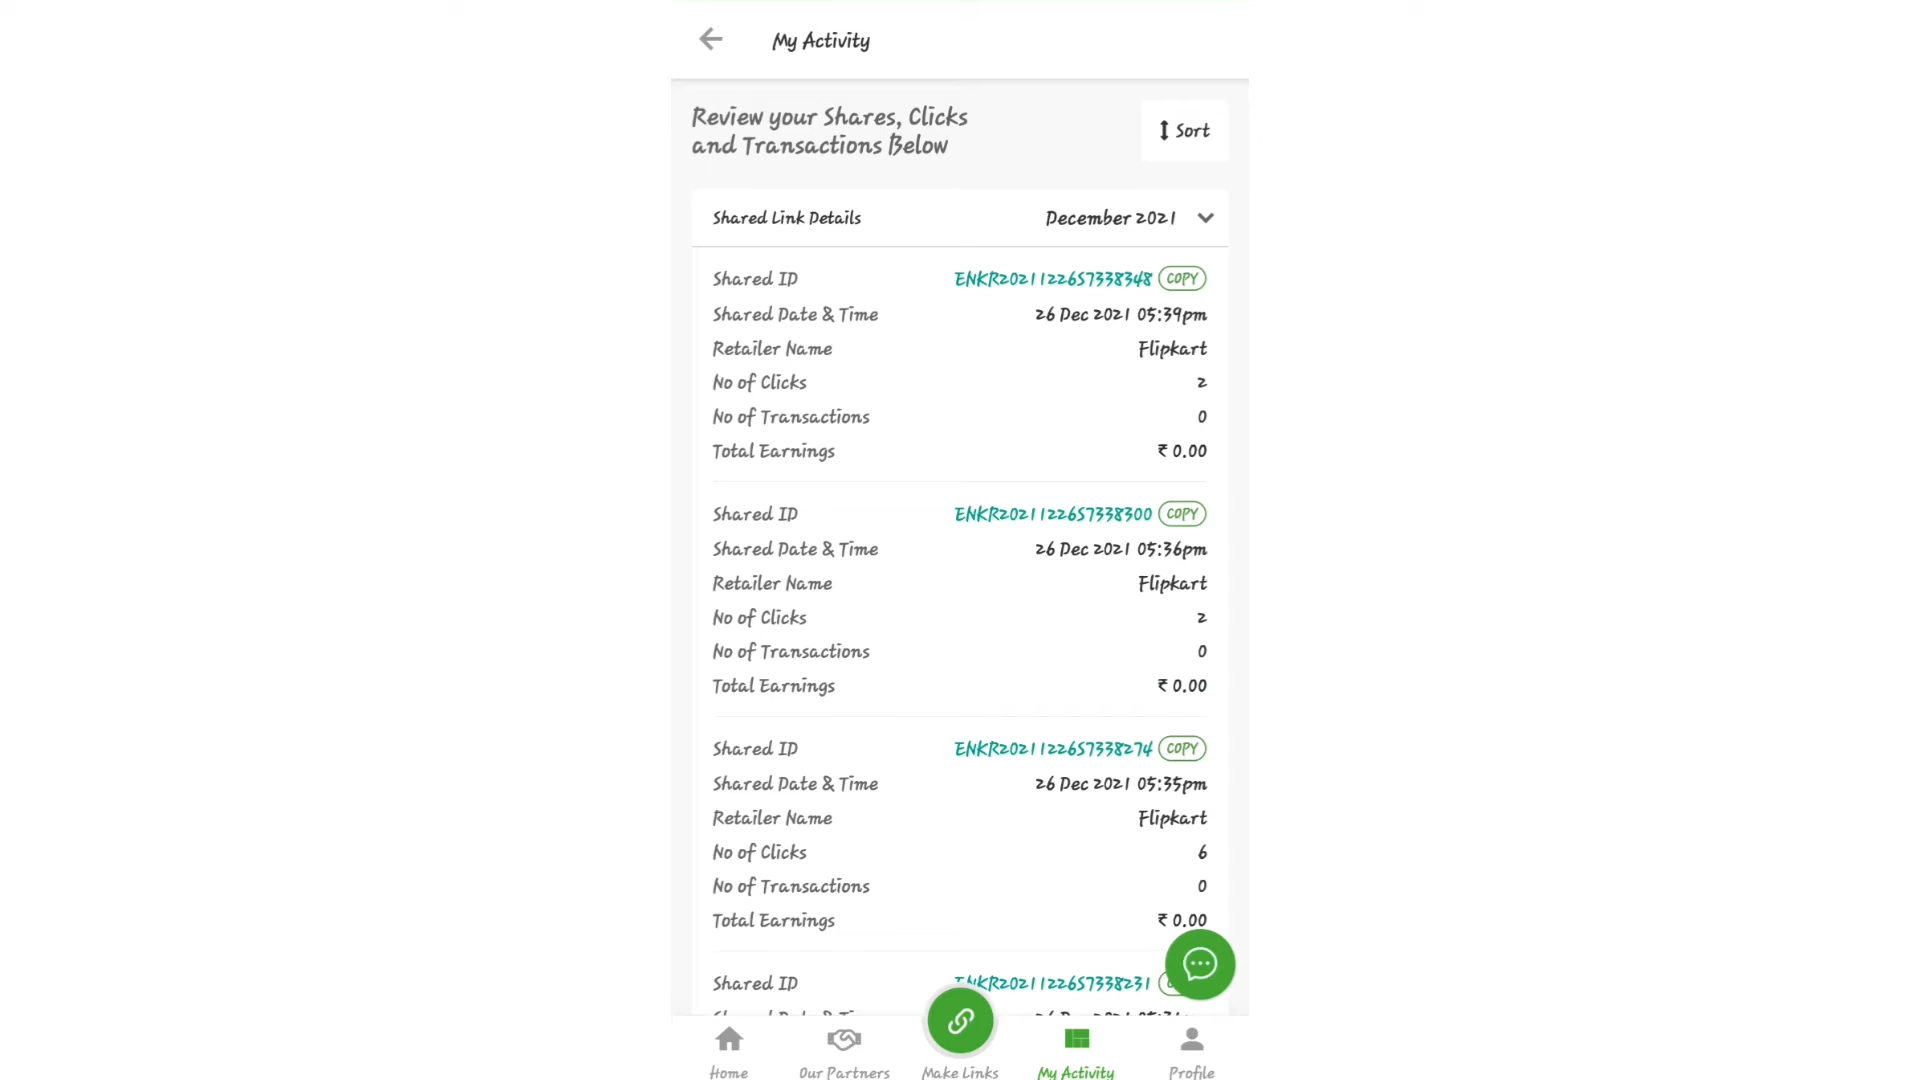 My Activity
Review your Shares, Clicks
and Transactions Below
Sort
Shared Link Details December 2021
Shared ID ENKR20211226S7338348 COPY
Shared Date & Time 26 Dec 2021 05:39pm
Retailer Name Flipkart
No of Clicks 2
No of Transactions 0
Total Earnings ₹ 0.00
Shared ID ENKR20211226S7338300 COPY
Shared Date & Time 26 Dec 2021 05:36pm
Retailer Name Flipkart
No of Clicks 2
No of Transactions 0
Total Earnings ₹ 0.00
Shared ID ENKR20211226S7338274 COPY
Shared Date & Time 26 Dec 2021 05:35pm
Retailer Name Flipkart
No of Clicks 6
No of Transactions 0
Total Earnings ₹ 0.00
Shared ID ENKR20211226S7338231
Home Our Partners Make Links My Activity Profile